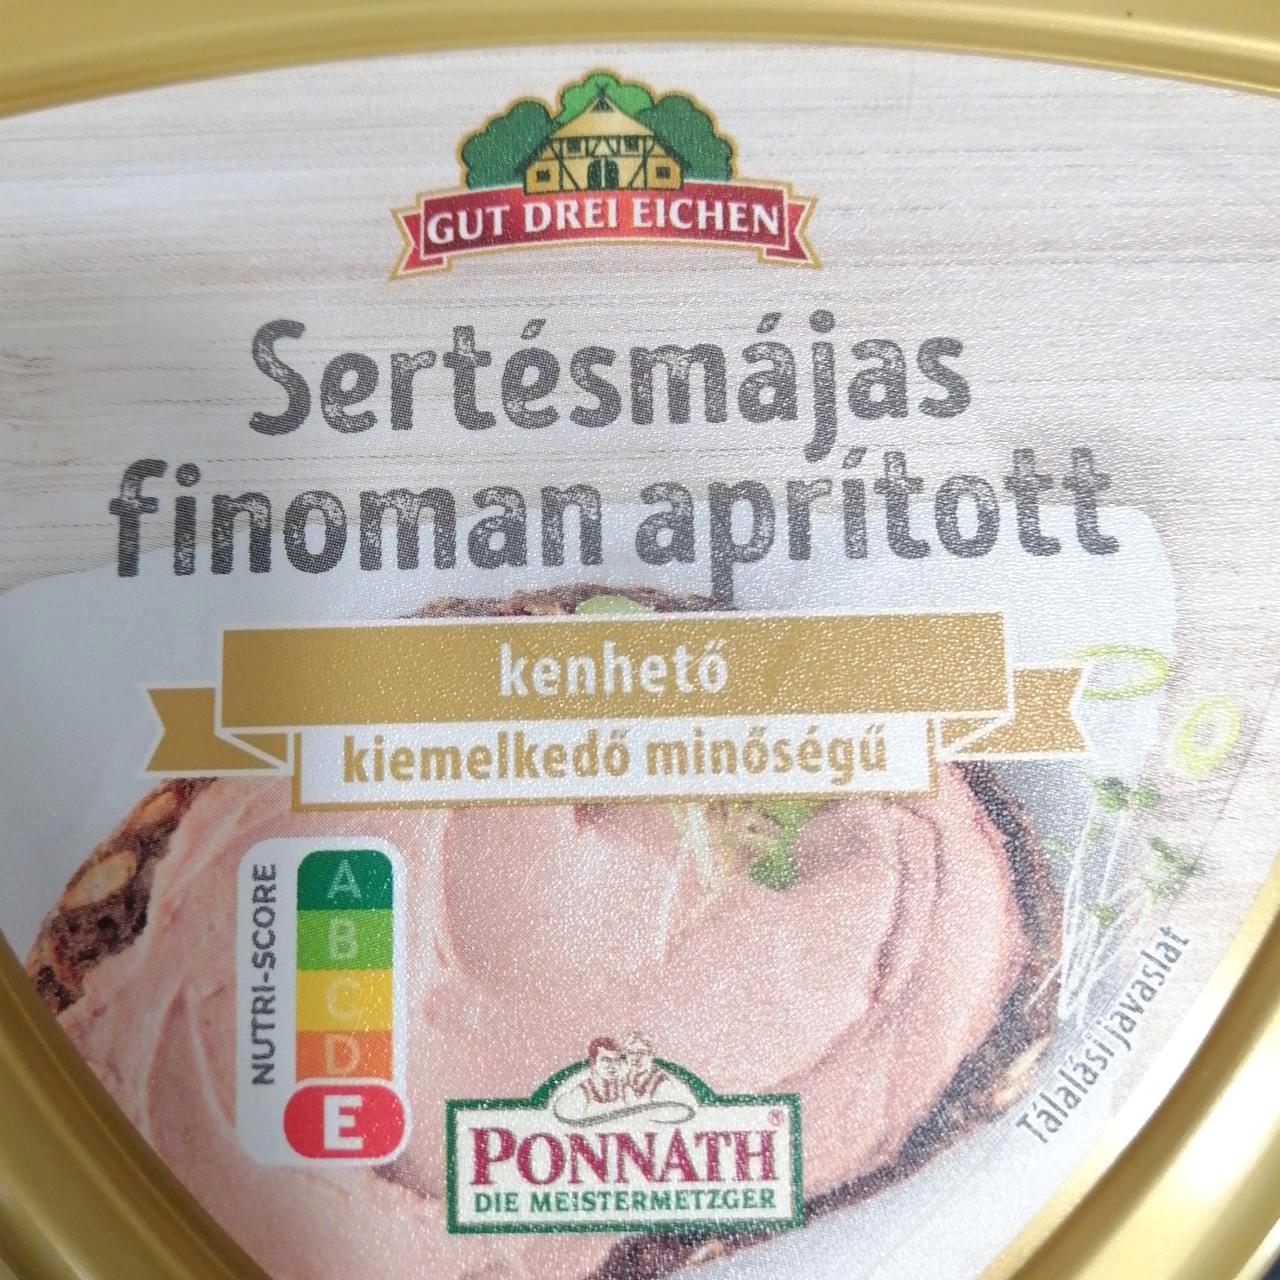 GUT DREI EICHEN
Sertésmájas
finoman aprított
kenhető
kiemelkedő minőségű
NUTRI-SCORE
A
B
C
D
E
PONNATH®
DIE MEISTERMETZGER
Tálalási javaslat